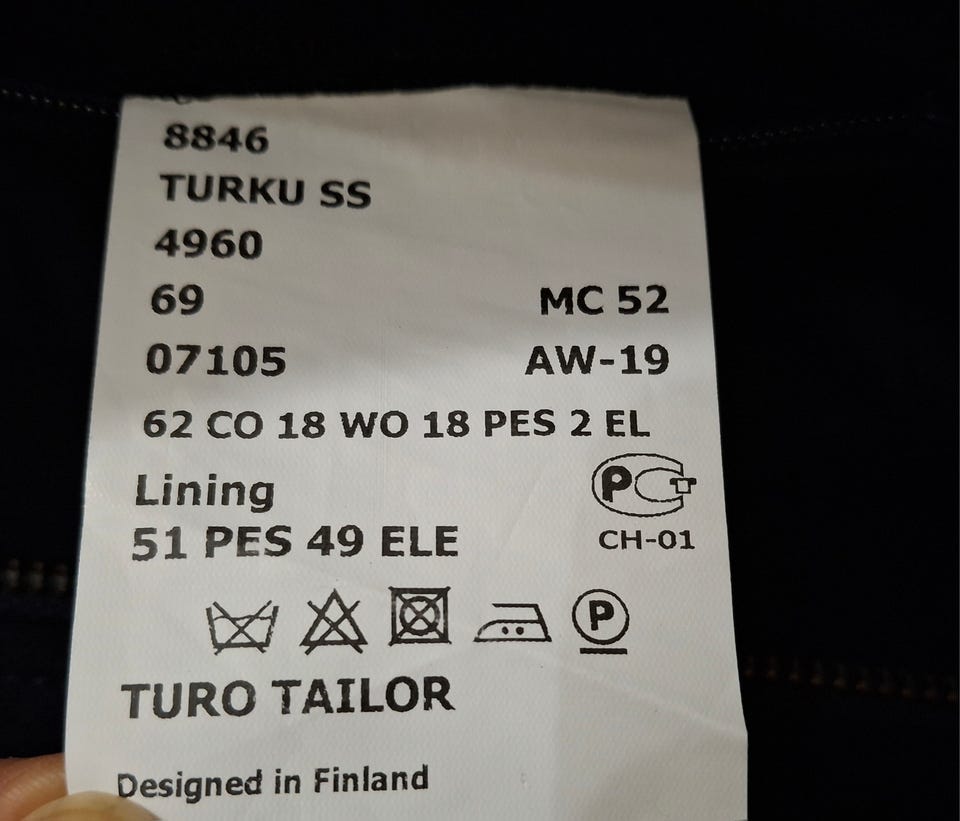 8846
TURKU SS
4960
69 MC 52
07105 AW-19
62 CO 18 WO 18 PES 2 EL
Lining
51 PES 49 ELE
CH-01
P
TURO TAILOR
Designed in Finland